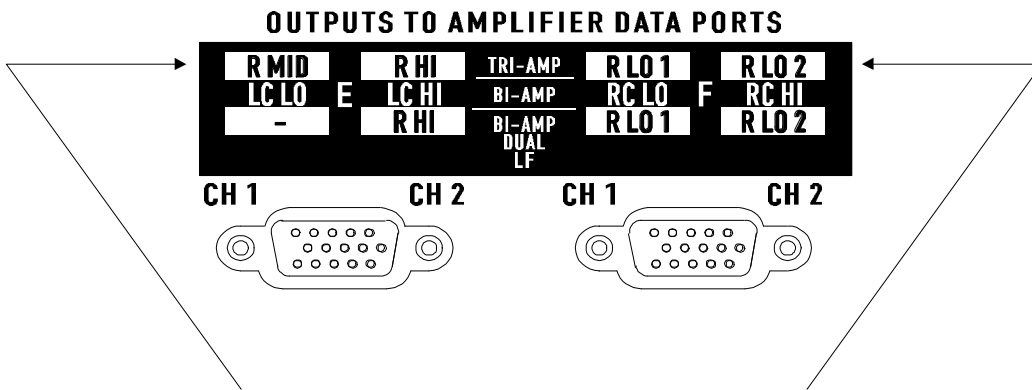 OUTPUTS TO AMPLIFIER DATA PORTS
R MID R HI TRI-AMP R LO 1 R LO 2
LC LO E LC HI BI-AMP RC LO F RC HI
- R HI BI-AMP R LO 1 R LO 2
DUAL
LF
CH 1 CH 2 CH 1 CH 2